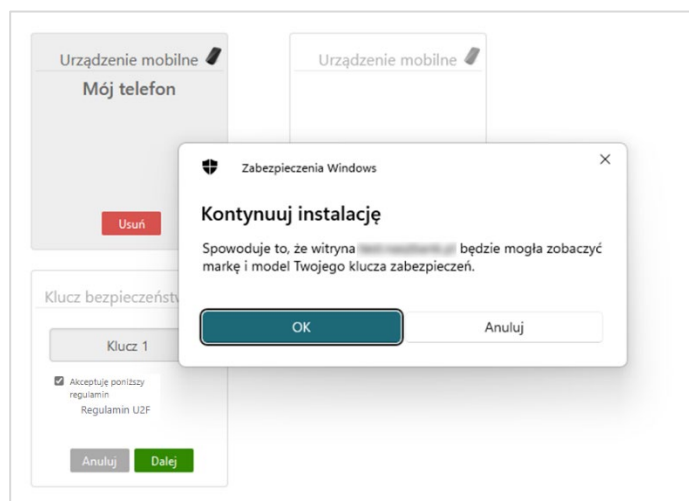 Urządzenie mobilne
Mój telefon
Usuń
Urządzenie mobilne
Zabezpieczenia Windows
Kontynuuj instalację
Spowoduje to, że witryna będzie mogła zobaczyć
markę i model Twojego klucza zabezpieczeń.
OK
Anuluj
Klucz
Klucz 1
Akceptuję poniższy
regulamin
Regulamin U2F
Anuluj
Dalej